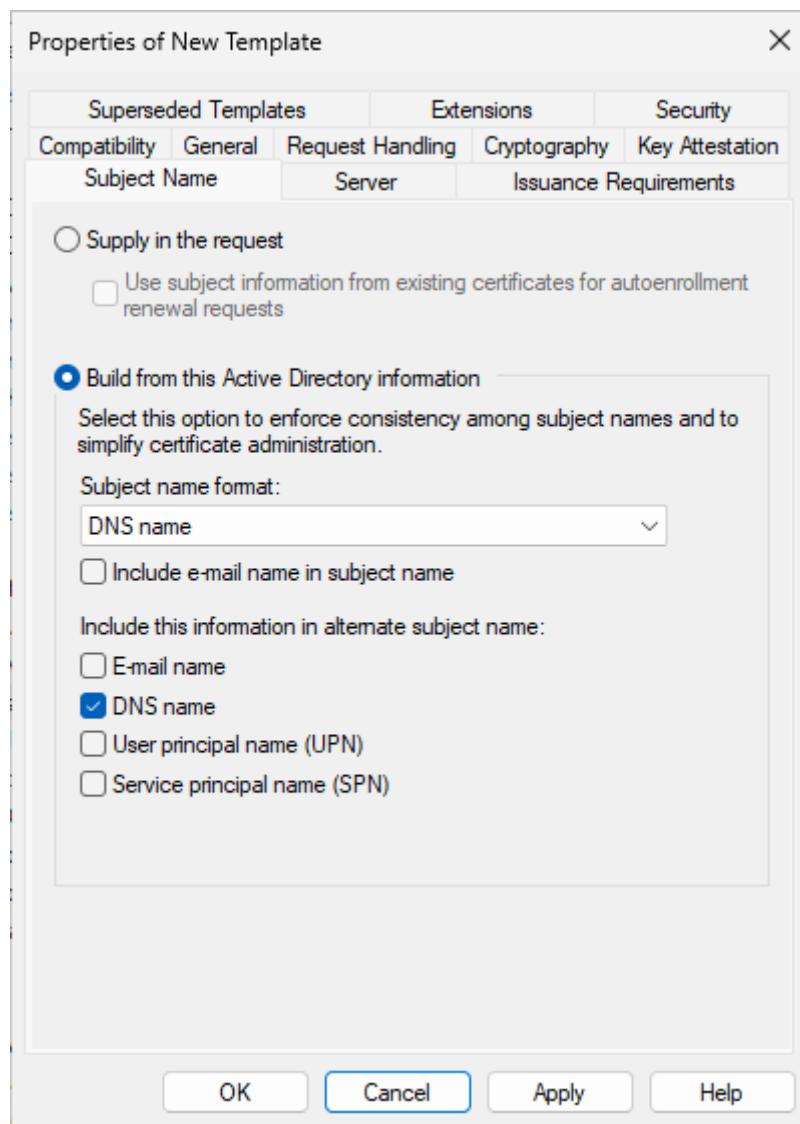 Properties of New Template
Superseded Templates Extensions Security
Compatibility General Request Handling Cryptography Key Attestation
Subject Name Server Issuance Requirements
Supply in the request
Use subject information from existing certificates for autoenrollment
renewal requests
Build from this Active Directory information
Select this option to enforce consistency among subject names and to
simplify certificate administration.
Subject name format:
DNS name
Include e-mail name in subject name
Include this information in alternate subject name:
E-mail name
DNS name
User principal name (UPN)
Service principal name (SPN)
OK Cancel Apply Help